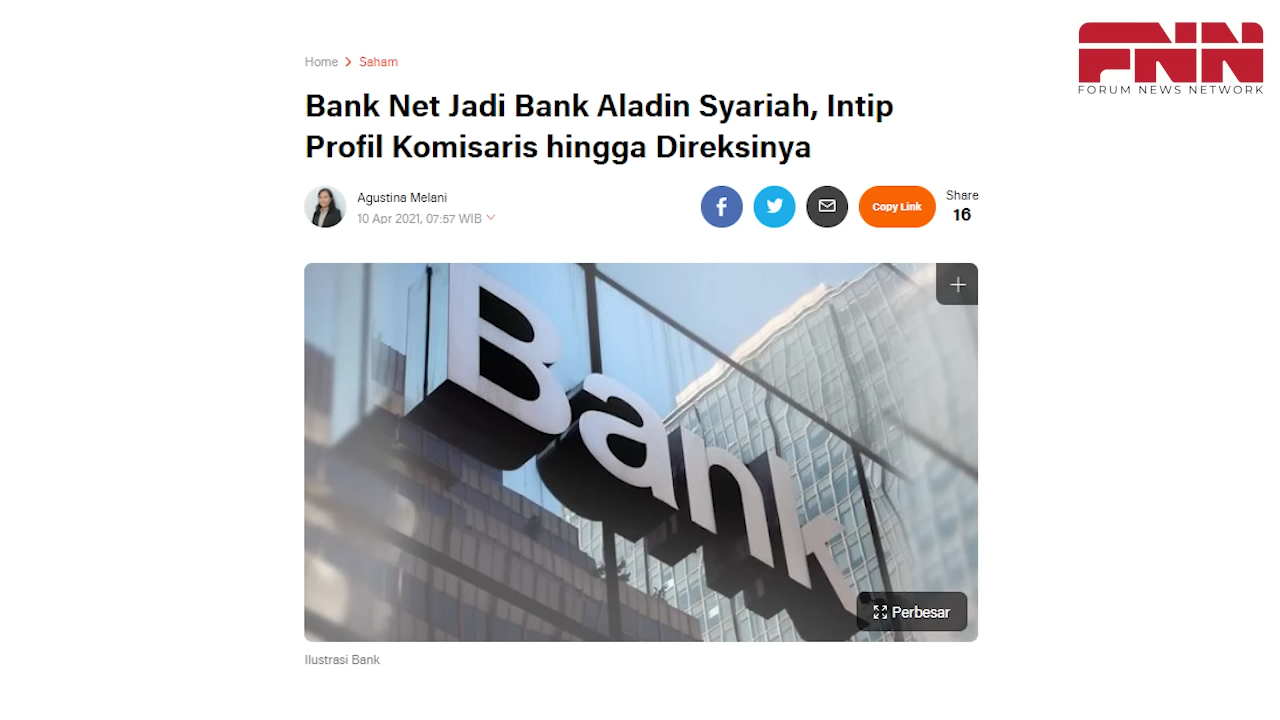 FNN
FORUM NEWS NETWORK
Home > Saham
Bank Net Jadi Bank Aladin Syariah, Intip
Profil Komisaris hingga Direksinya
Agustina Melani
10 Apr 2021, 07:57 WIB
f
Copy Link
Share
16
Bank
Perbesar
Ilustrasi Bank